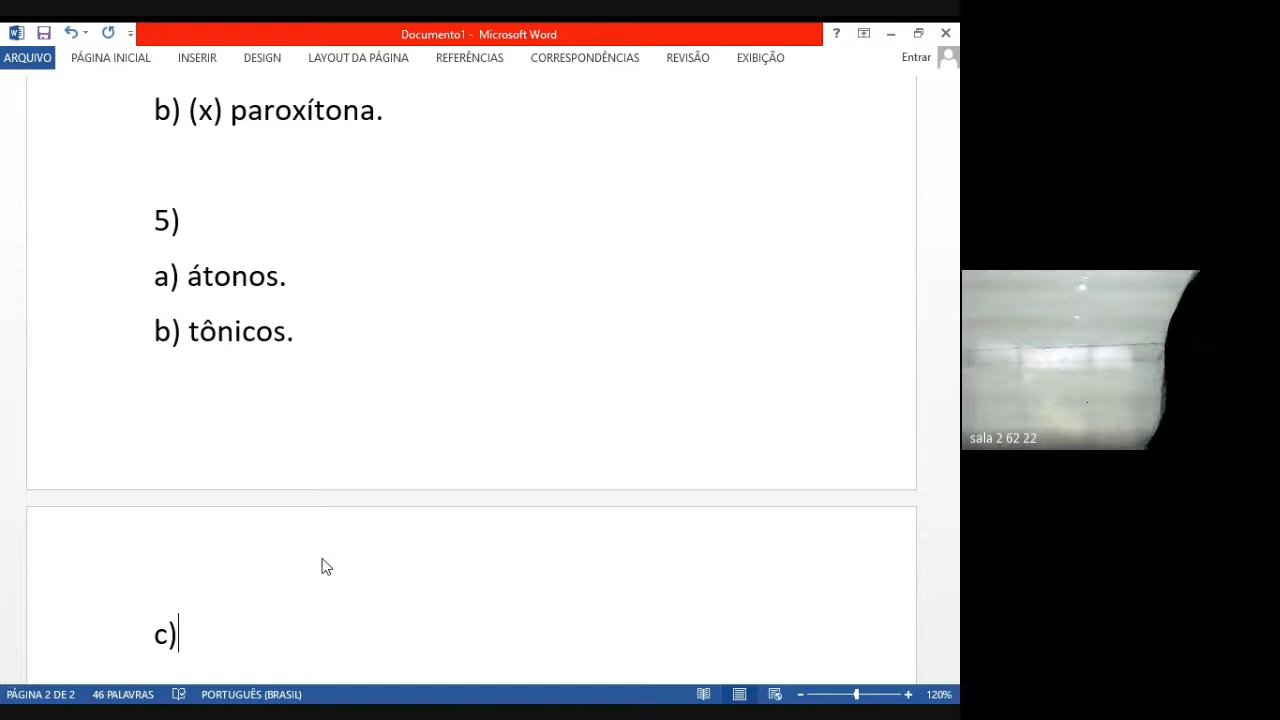 Documento1 - Microsoft Word
?
ARQUIVO PÁGINA INICIAL INSERIR DESIGN LAYOUT DA PÁGINA REFERÊNCIAS CORRESPONDÊNCIAS REVISÃO EXIBIÇÃO Entrar
b) (x) paroxítona.
5)
a) átonos.
b) tônicos.
sala 2 62 22
c)
PÁGINA 2 DE 2 46 PALAVRAS PORTUGUÊS (BRASIL) 120%